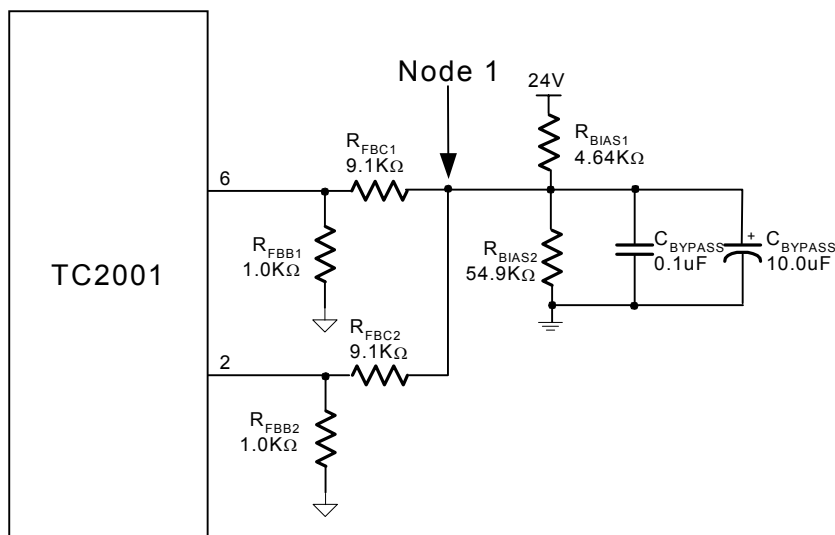 Node 1
24V
R_BIAS1
4.64KΩ
R_FBC1
9.1KΩ
6
R_FBB1
1.0KΩ
R_BIAS2
54.9KΩ
C_BYPASS
0.1uF
+
C_BYPASS
10.0uF
TC2001
R_FBC2
9.1KΩ
2
R_FBB2
1.0KΩ